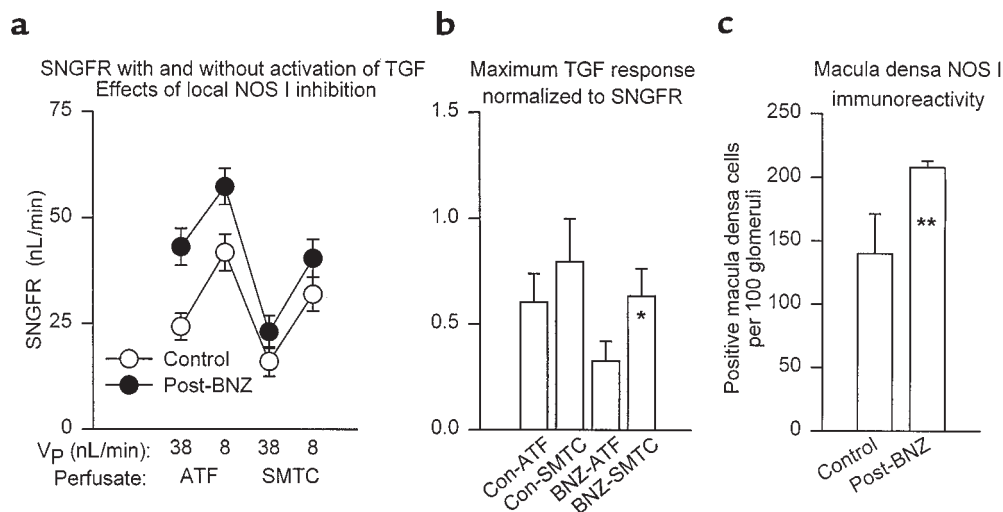 a
SNGFR with and without activation of TGF
Effects of local NOS I inhibition
75
50
25
0
SNGFR (nL/min)
Control
Post-BNZ
VP (nL/min): 38 8 38 8
Perfusate: ATF SMTC
b
Maximum TGF response
normalized to SNGFR
1.5
1.0
0.5
0.0
*
Con-ATF
Con-SMTC
BNZ-ATF
BNZ-SMTC
c
Macula densa NOS I
immunoreactivity
250
200
150
100
50
0
Positive macula densa cells
per 100 glomeruli
**
Control
Post-BNZ